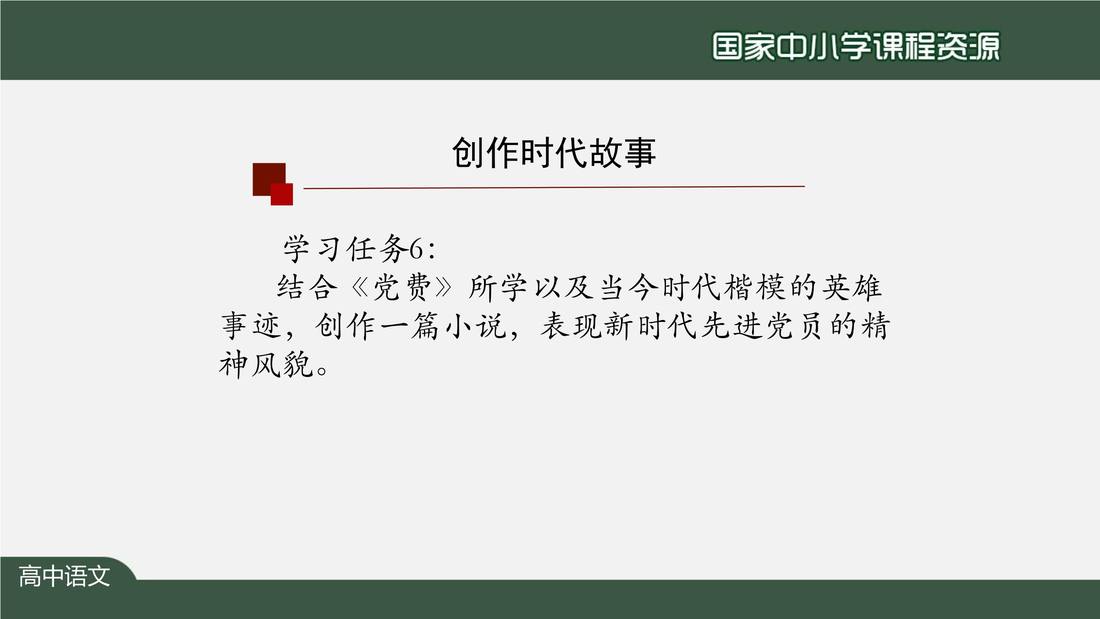 国家中小学课程资源
创作时代故事
学习任务6：
结合《党费》所学以及当今时代楷模的英雄
事迹，创作一篇小说，表现新时代先进党员的精
神风貌。
高中语文